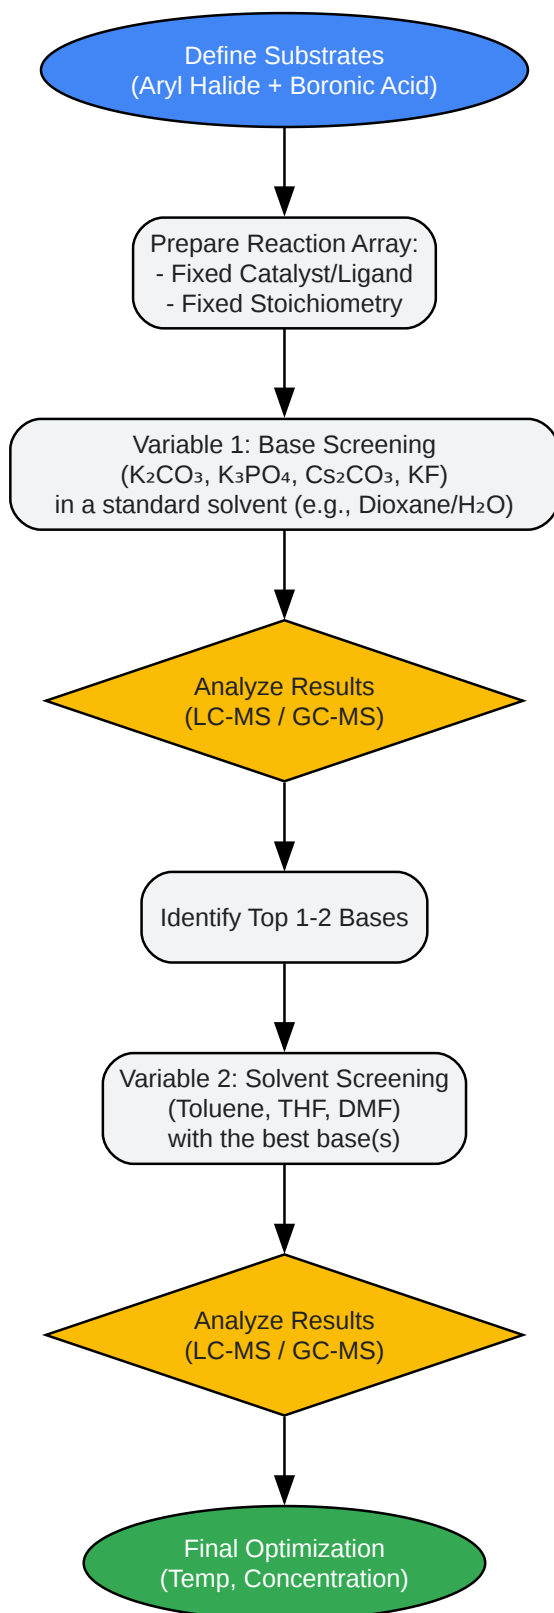 Define Substrates
(Aryl Halide + Boronic Acid)
Prepare Reaction Array:
- Fixed Catalyst/Ligand
- Fixed Stoichiometry
Variable 1: Base Screening
(K₂CO₃, K₃PO₄, Cs₂CO₃, KF)
in a standard solvent (e.g., Dioxane/H₂O)
Analyze Results
(LC-MS / GC-MS)
Identify Top 1-2 Bases
Variable 2: Solvent Screening
(Toluene, THF, DMF)
with the best base(s)
Analyze Results
(LC-MS / GC-MS)
Final Optimization
(Temp, Concentration)